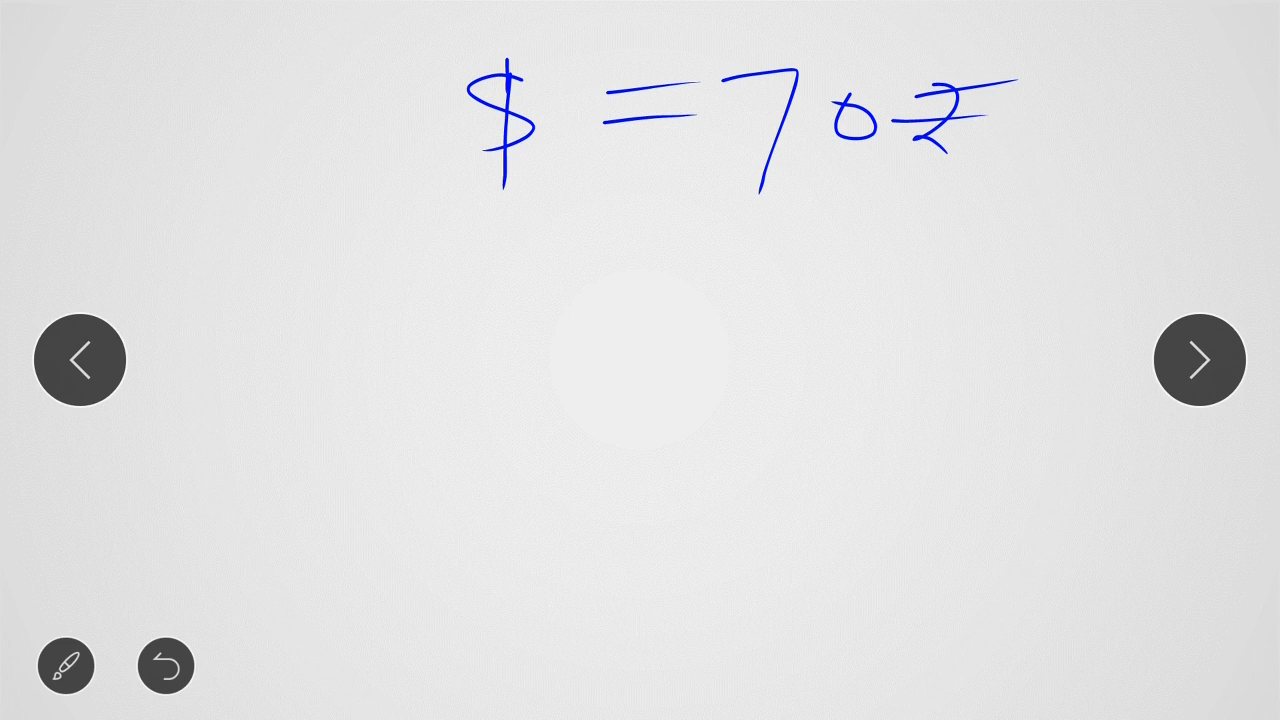 $ = 70₹